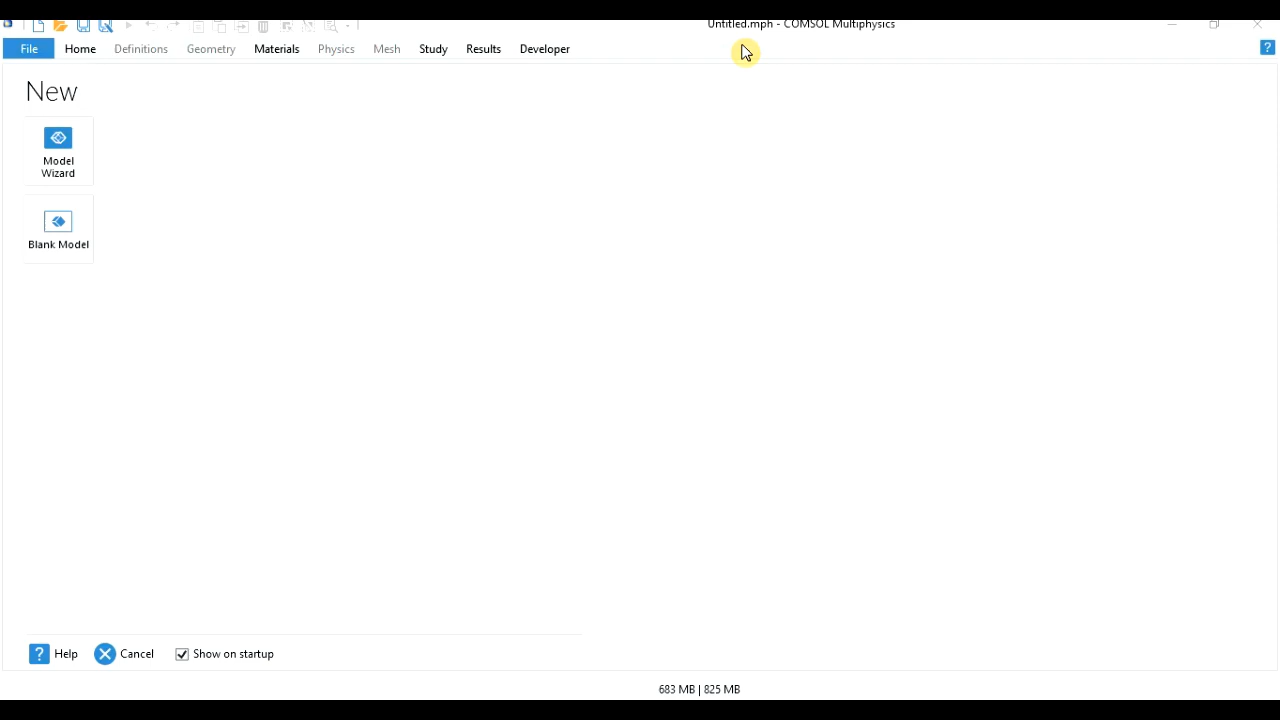 Untitled.mph - COMSOL Multiphysics
File Home Definitions Geometry Materials Physics Mesh Study Results Developer ?
New
Model
Wizard
Blank Model
? Help Cancel Show on startup
683 MB | 825 MB